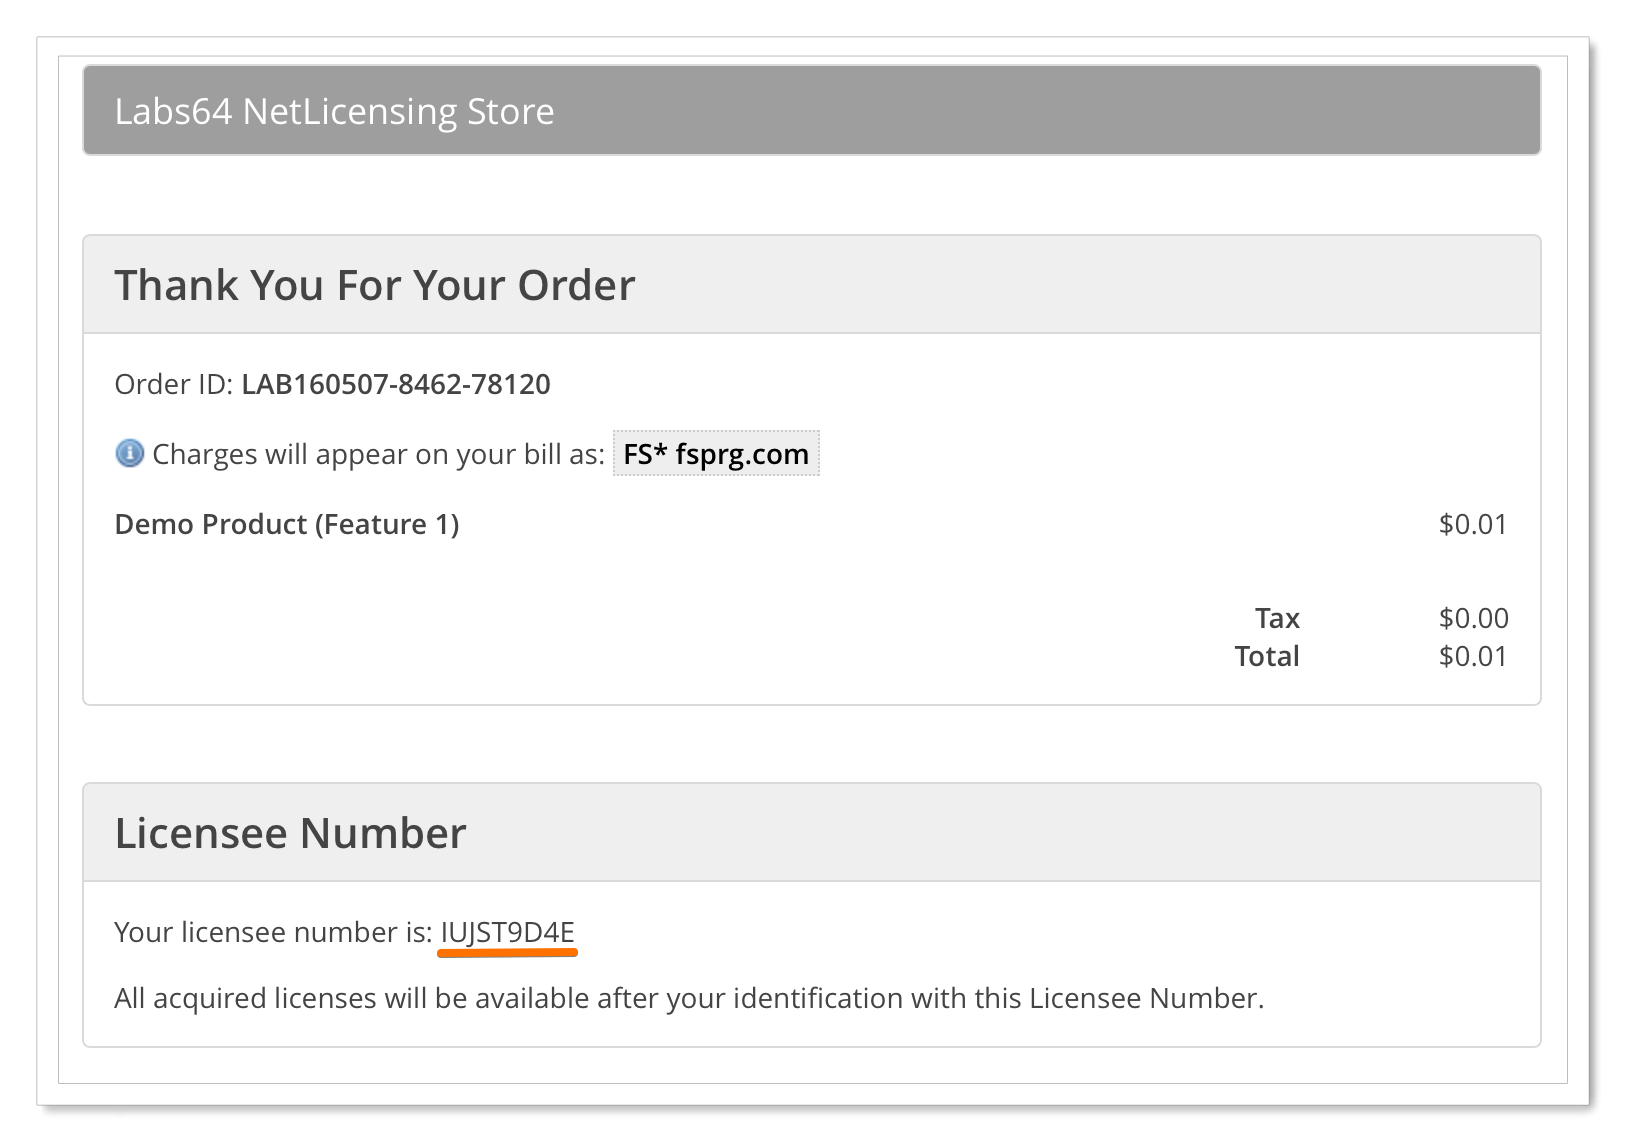 Labs64 NetLicensing Store
Thank You For Your Order
Order ID: LAB160507-8462-78120
Charges will appear on your bill as: FS* fsprg.com
Demo Product (Feature 1) $0.01
Tax $0.00
Total $0.01
Licensee Number
Your licensee number is: IUJST9D4E
All acquired licenses will be available after your identification with this Licensee Number.